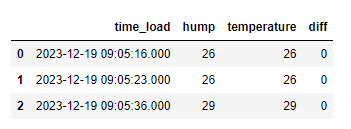 time_load hump temperature diff
0 2023-12-19 09:05:16.000 26 26 0
1 2023-12-19 09:05:23.000 26 26 0
2 2023-12-19 09:05:36.000 29 29 0